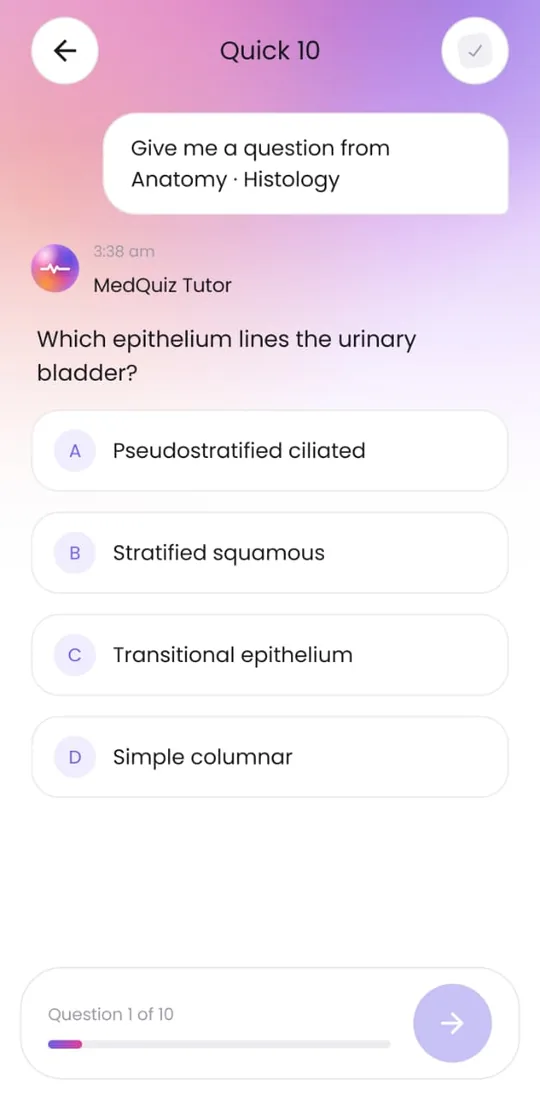 Quick 10
Give me a question from
Anatomy · Histology
3:38 am
MedQuiz Tutor
Which epithelium lines the urinary
bladder?
A Pseudostratified ciliated
B Stratified squamous
C Transitional epithelium
D Simple columnar
Question 1 of 10